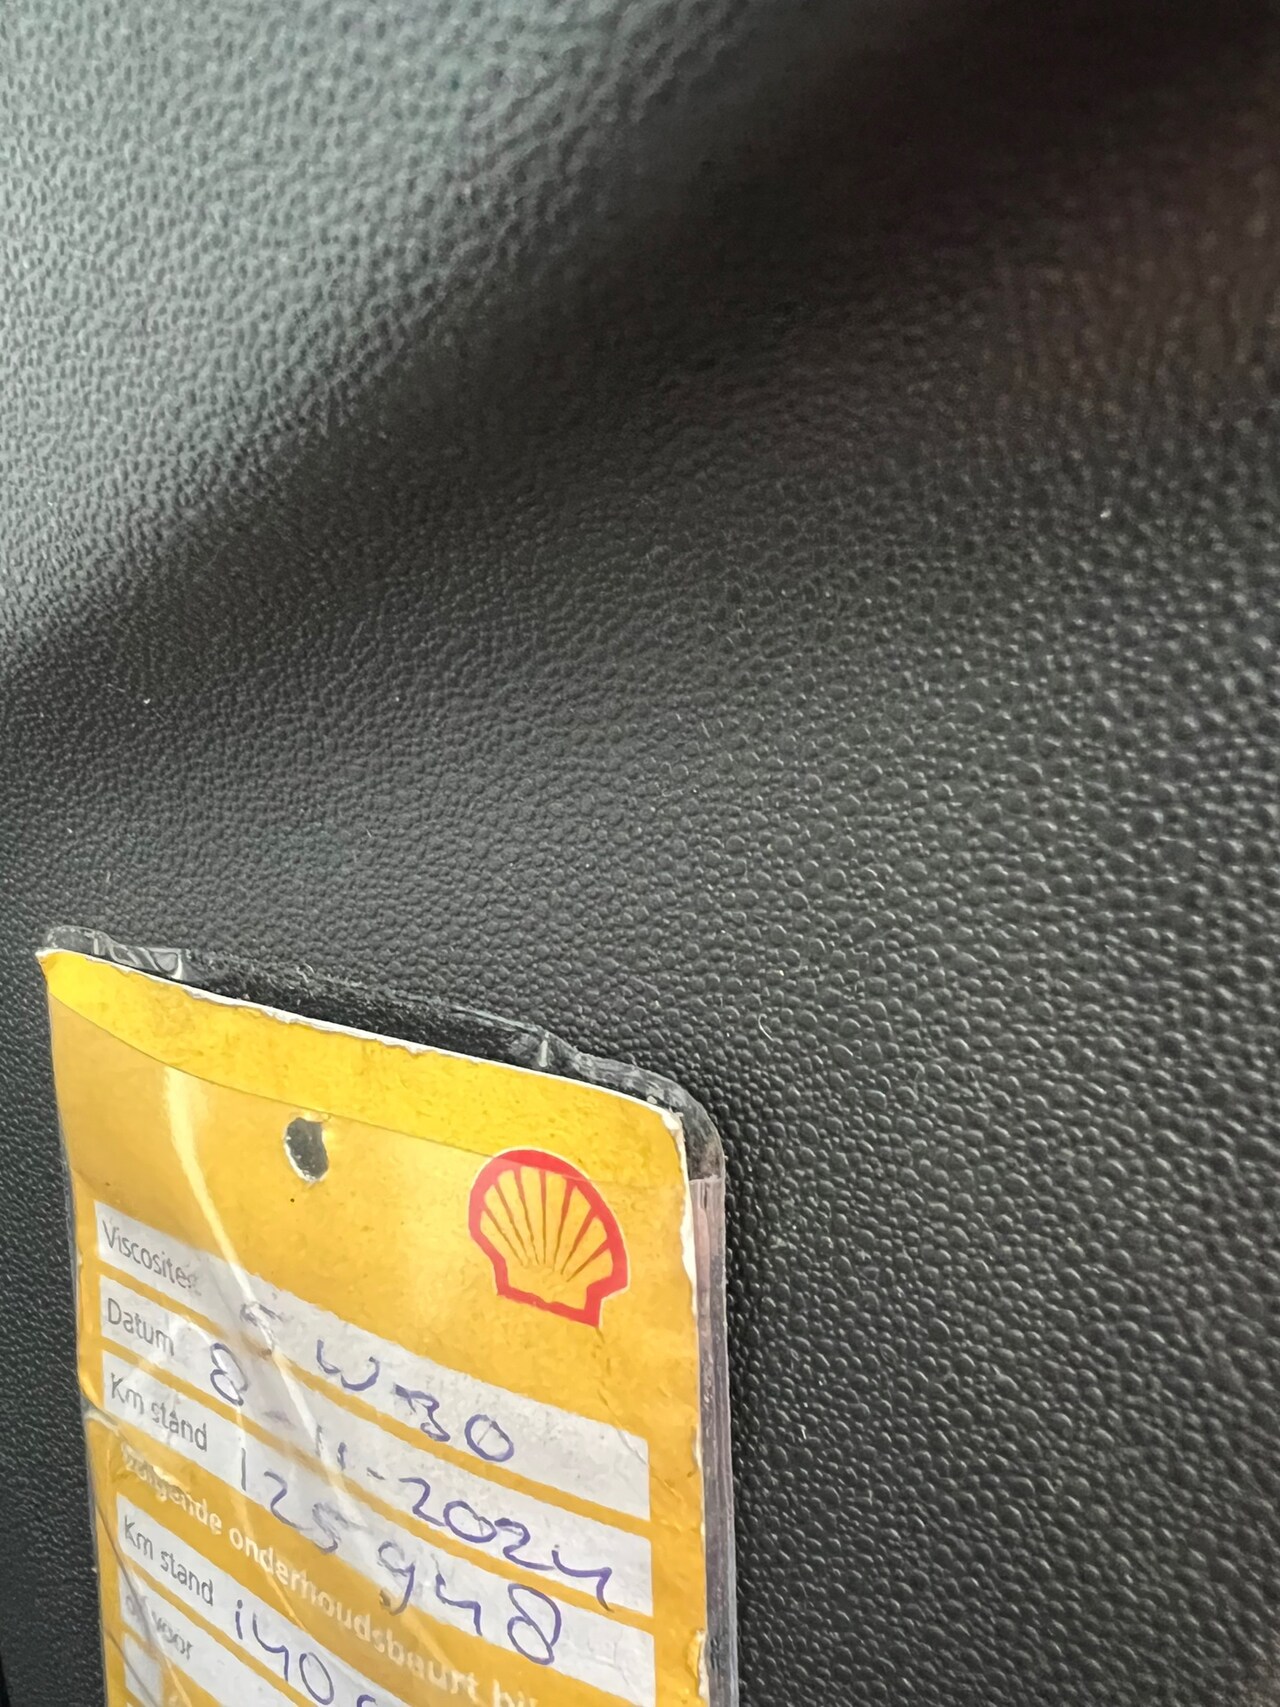 Viscositeit 5W30
Datum 8-11-2024
Km stand 125948
Volgende onderhoudsbeurt bij
Km stand 140
of voor